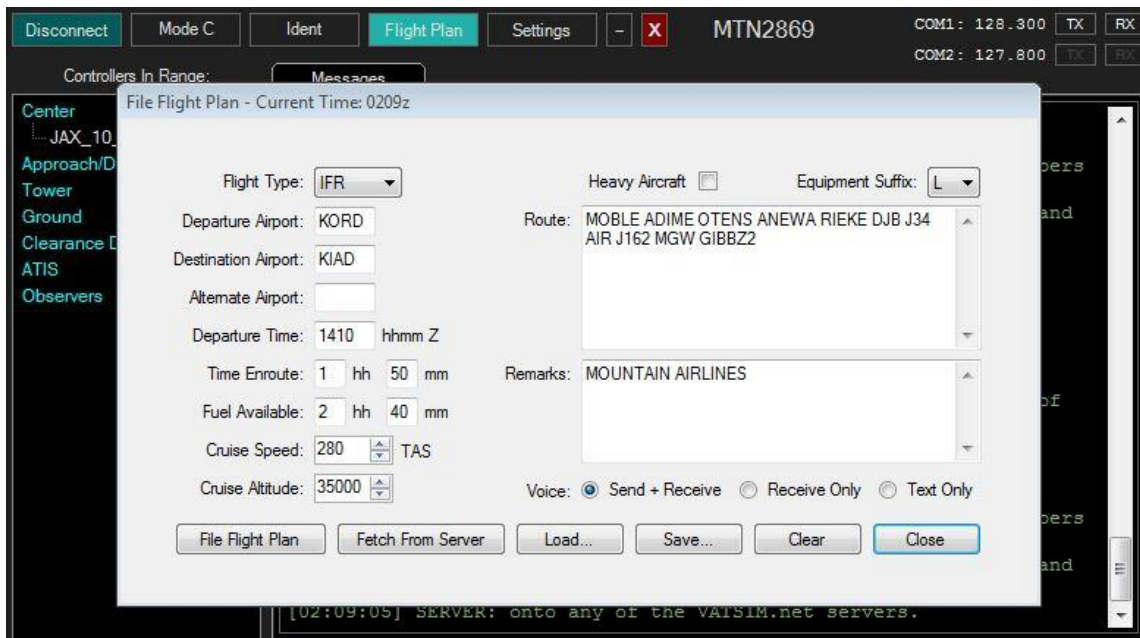 Disconnect Mode C Ident Flight Plan Settings - X MTN2869 COM1: 128.300 TX RX
COM2: 127.800 TX RX
Controllers In Range: Messages
File Flight Plan - Current Time: 0209z
Center
JAX_10_
Approach/D
Tower
Ground
Clearance D
ATIS
Observers
Flight Type: IFR
Heavy Aircraft Equipment Suffix: L
Departure Airport: KORD
Route: MOBLE ADIME OTENS ANEWA RIEKE DJB J34
AIR J162 MGW GIBBZ2
Destination Airport: KIAD
Alternate Airport:
Departure Time: 1410 hhmm Z
Time Enroute: 1 hh 50 mm
Remarks: MOUNTAIN AIRLINES
Fuel Available: 2 hh 40 mm
Cruise Speed: 280 TAS
Cruise Altitude: 35000
Voice: Send + Receive Receive Only Text Only
File Flight Plan Fetch From Server Load... Save... Clear Close
and
of
and
[02:09:05] SERVER: onto any of the VATSIM.net servers.